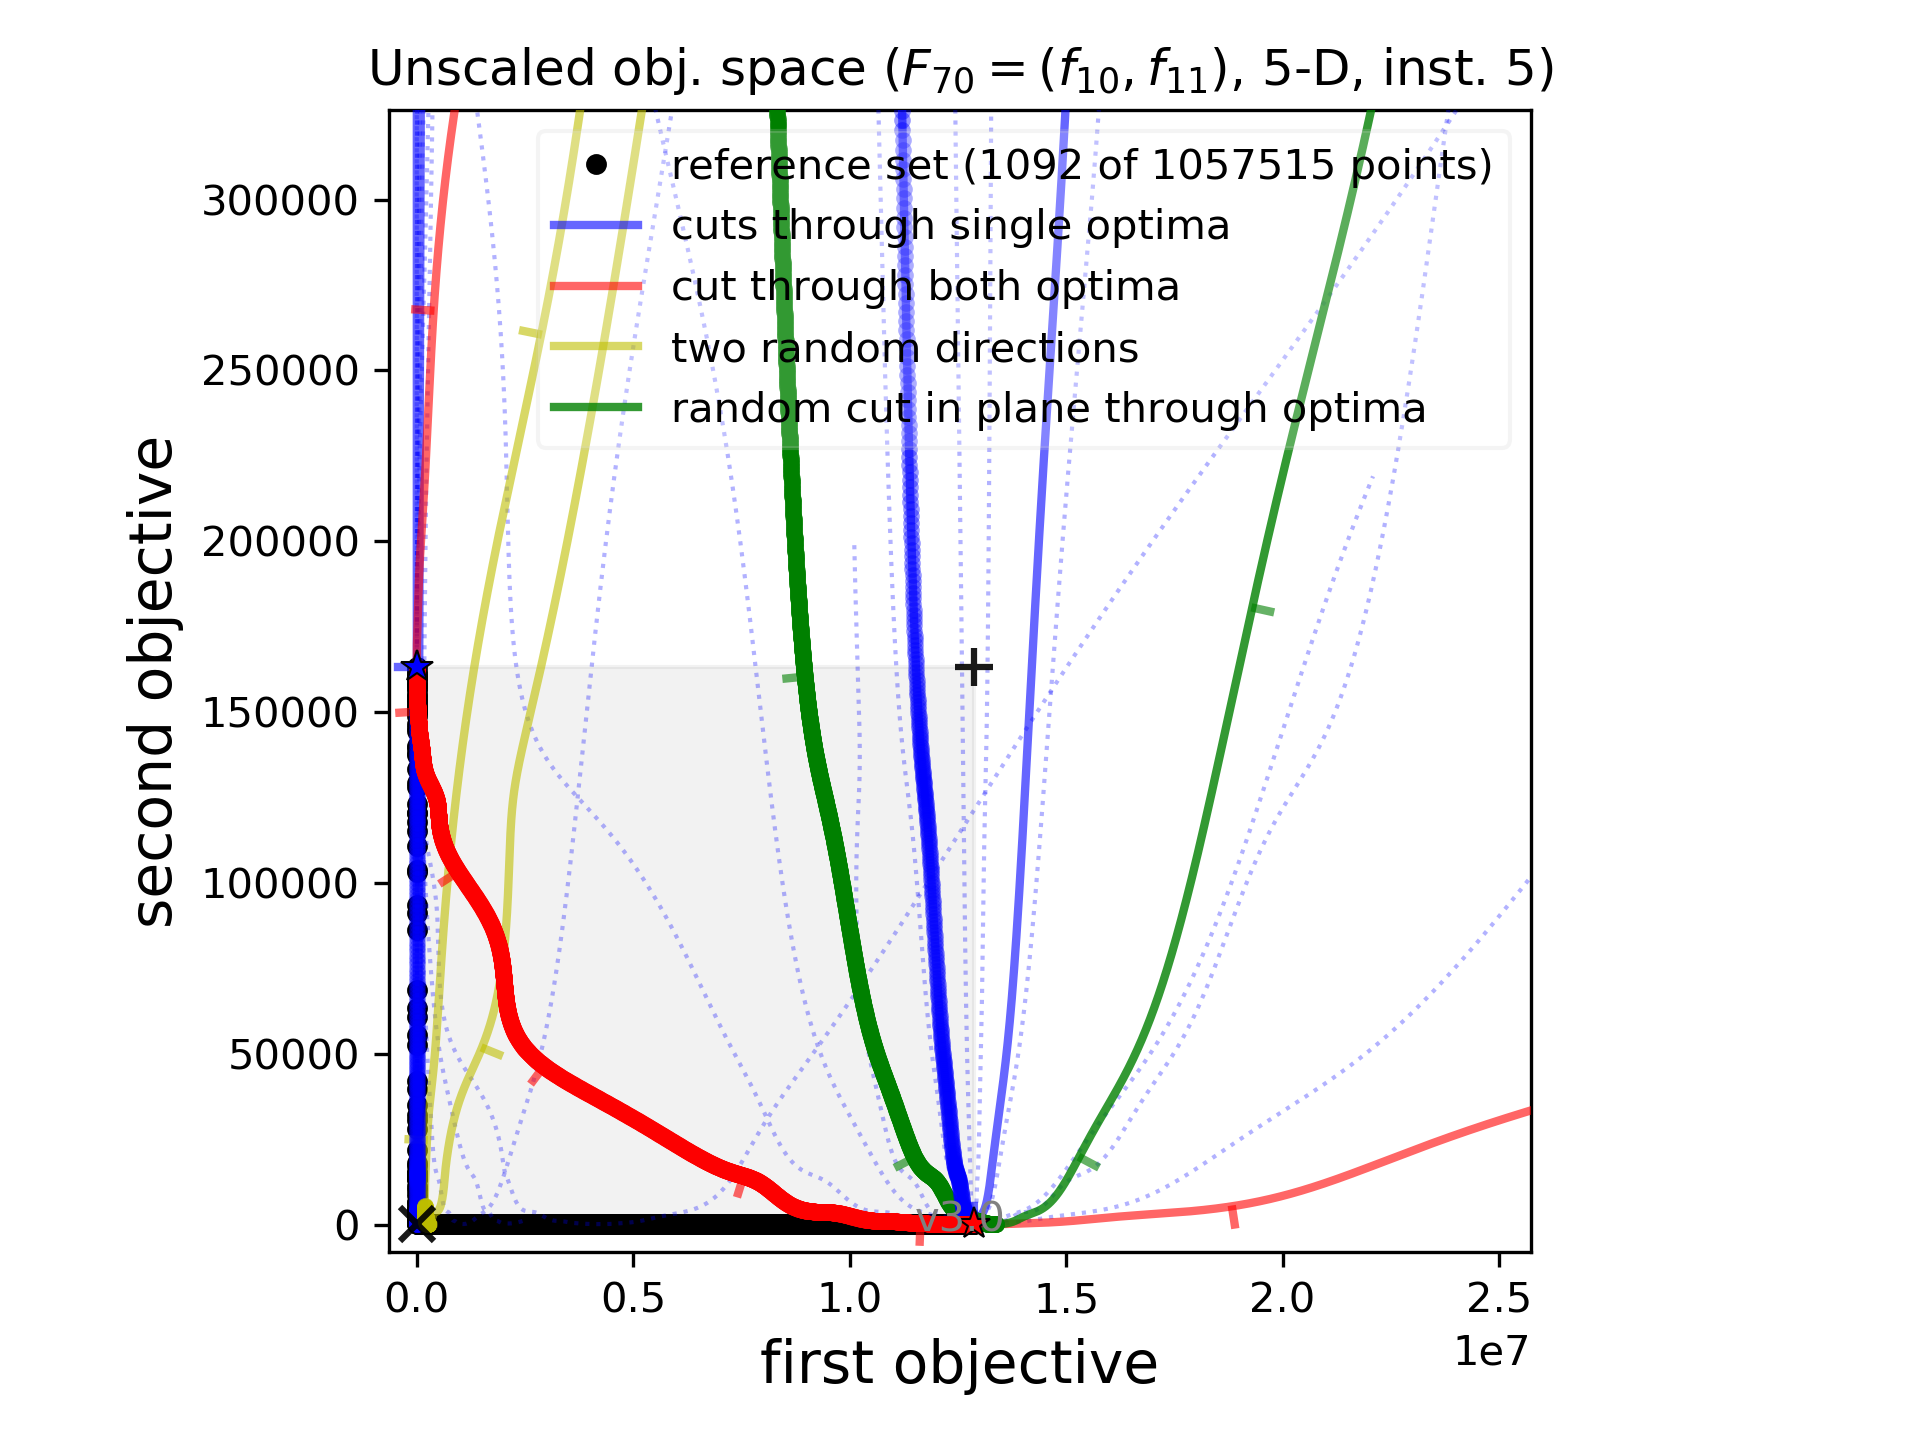 Unscaled obj. space (F₇₀ = (f₁₀, f₁₁), 5-D, inst. 5)
reference set (1092 of 1057515 points)
cuts through single optima
cut through both optima
two random directions
random cut in plane through optima
300000
250000
200000
150000
100000
50000
0
second objective
v3.0
0.0 0.5 1.0 1.5 2.0 2.5
1e7
first objective